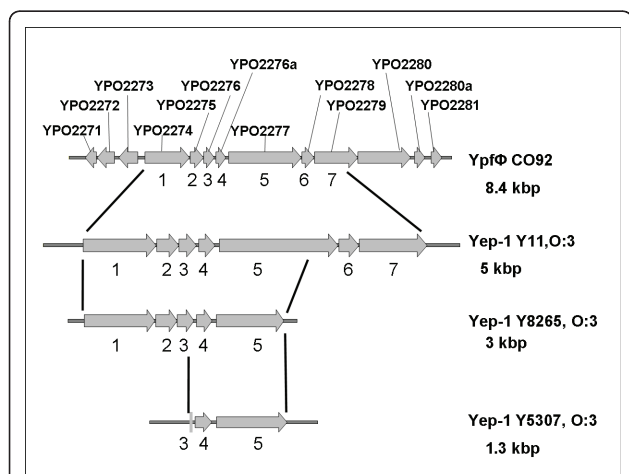 YPO2276a
YPO2273 YPO2276 YPO2280
YPO2272 YPO2275 YPO2278 YPO2280a
YPO2271 YPO2274 YPO2277 YPO2279 YPO2281
YpfΦ CO92
8.4 kbp
1 2 3 4 5 6 7
Yep-1 Y11,O:3
5 kbp
1 2 3 4 5 6 7
Yep-1 Y8265, O:3
3 kbp
1 2 3 4 5
Yep-1 Y5307, O:3
1.3 kbp
3 4 5